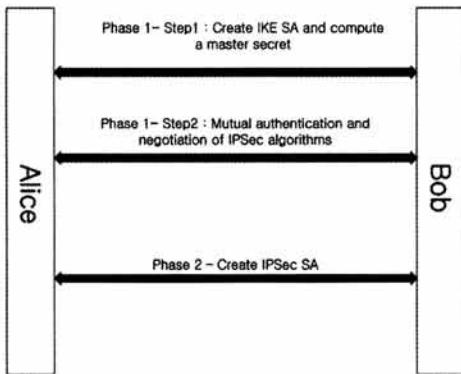 Phase 1- Step1 : Create IKE SA and compute
a master secret
Phase 1- Step2 : Mutual authentication and
negotiation of IPSec algorithms
Alice
Bob
Phase 2 - Create IPSec SA